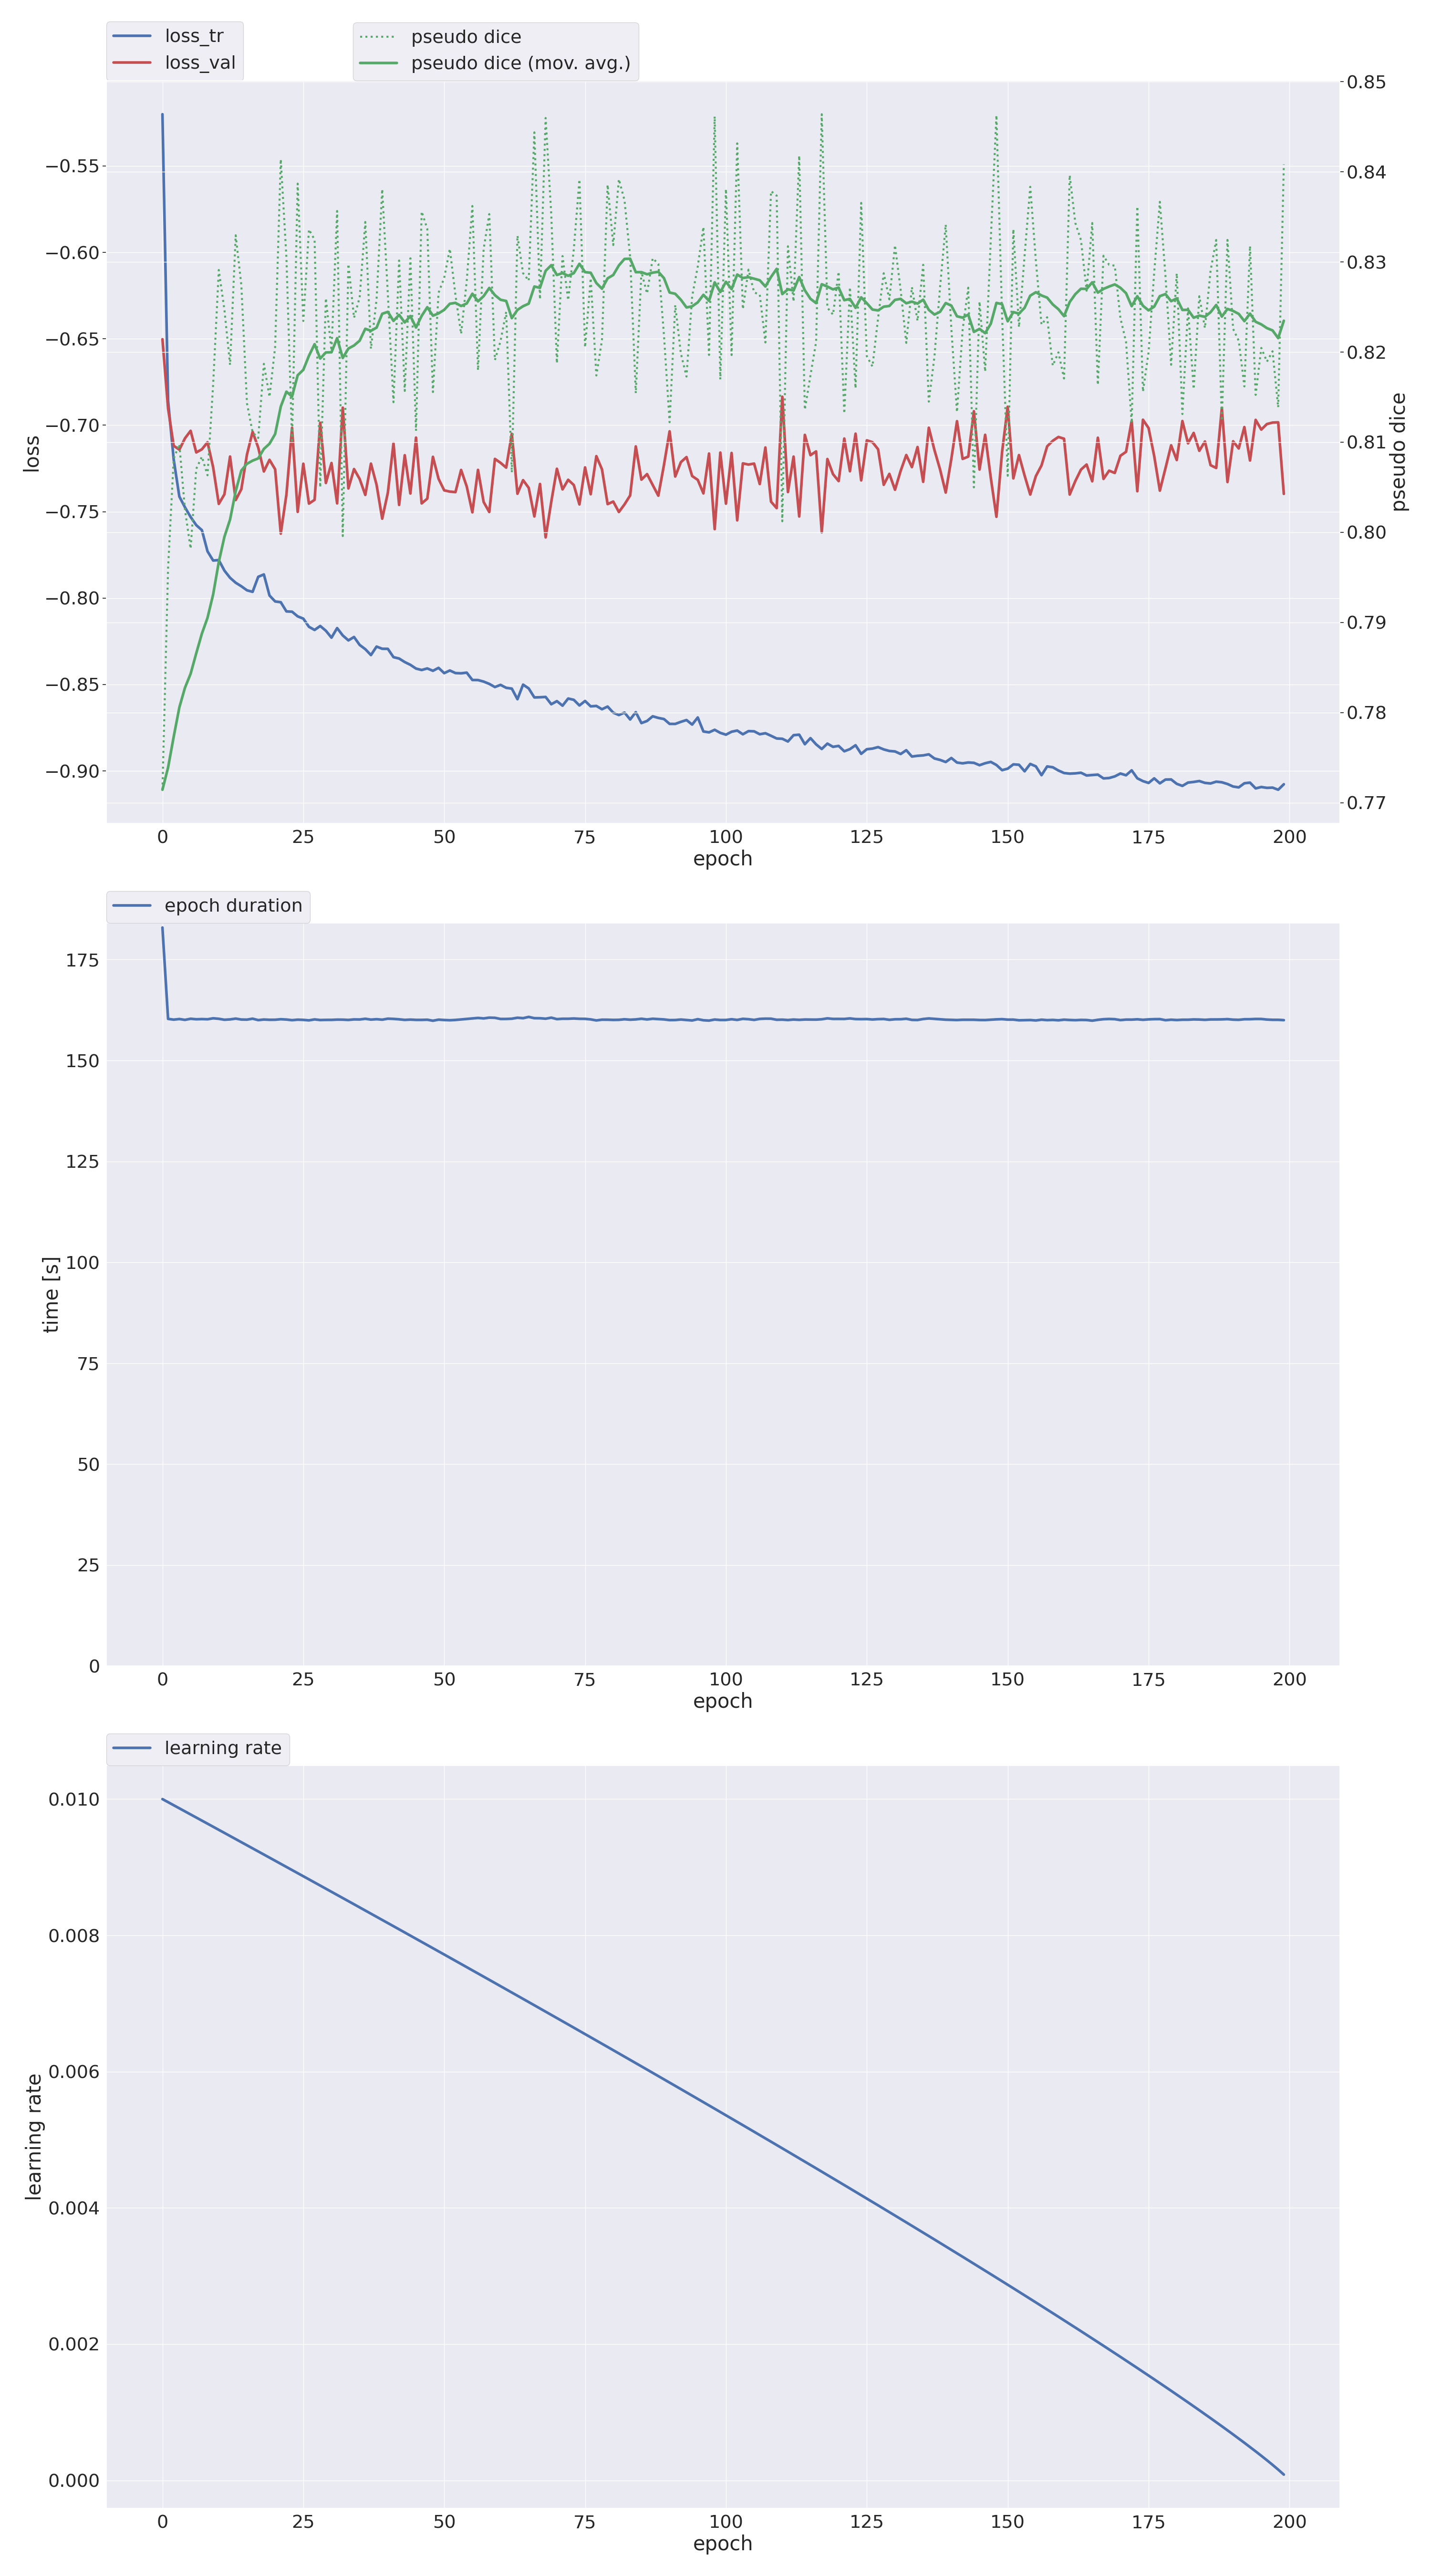 loss_tr
loss_val
pseudo dice
pseudo dice (mov. avg.)
0.85
−0.55
0.84
−0.60
0.83
−0.65
0.82
−0.70
0.81
loss
pseudo dice
−0.75
0.80
−0.80
0.79
−0.85
0.78
−0.90
0.77
0 25 50 75 100 125 150 175 200
epoch
epoch duration
175
150
125
time [s]
100
75
50
25
0
0 25 50 75 100 125 150 175 200
epoch
learning rate
0.010
0.008
0.006
learning rate
0.004
0.002
0.000
0 25 50 75 100 125 150 175 200
epoch